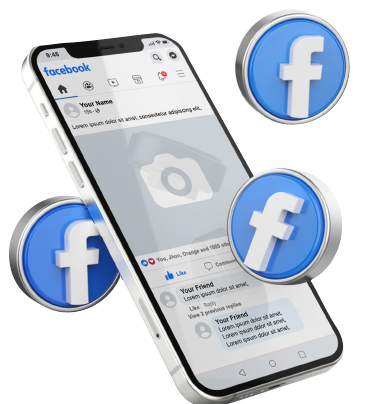 9:45
facebook
Your Name
15h
Lorem ipsum dolor sit amet, consectetur adipiscing elit,
You, Jhon, Orange and 1000 other
Like
Comment
Your Friend
Lorem ipsum dolor sit amet,
Like Reply
View 2 previous replies
Your Friend
Lorem ipsum dolor sit amet,
Lorem ipsum dolor sit amet,
Lorem ipsum dolor sit amet,
f
f
f